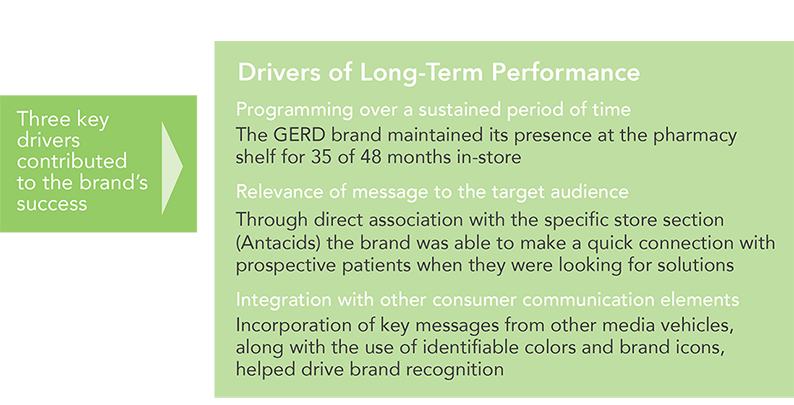 Three key
drivers
contributed
to the brand's
success
Drivers of Long-Term Performance
Programming over a sustained period of time
The GERD brand maintained its presence at the pharmacy
shelf for 35 of 48 months in-store
Relevance of message to the target audience
Through direct association with the specific store section
(Antacids) the brand was able to make a quick connection with
prospective patients when they were looking for solutions
Integration with other consumer communication elements
Incorporation of key messages from other media vehicles,
along with the use of identifiable colors and brand icons,
helped drive brand recognition